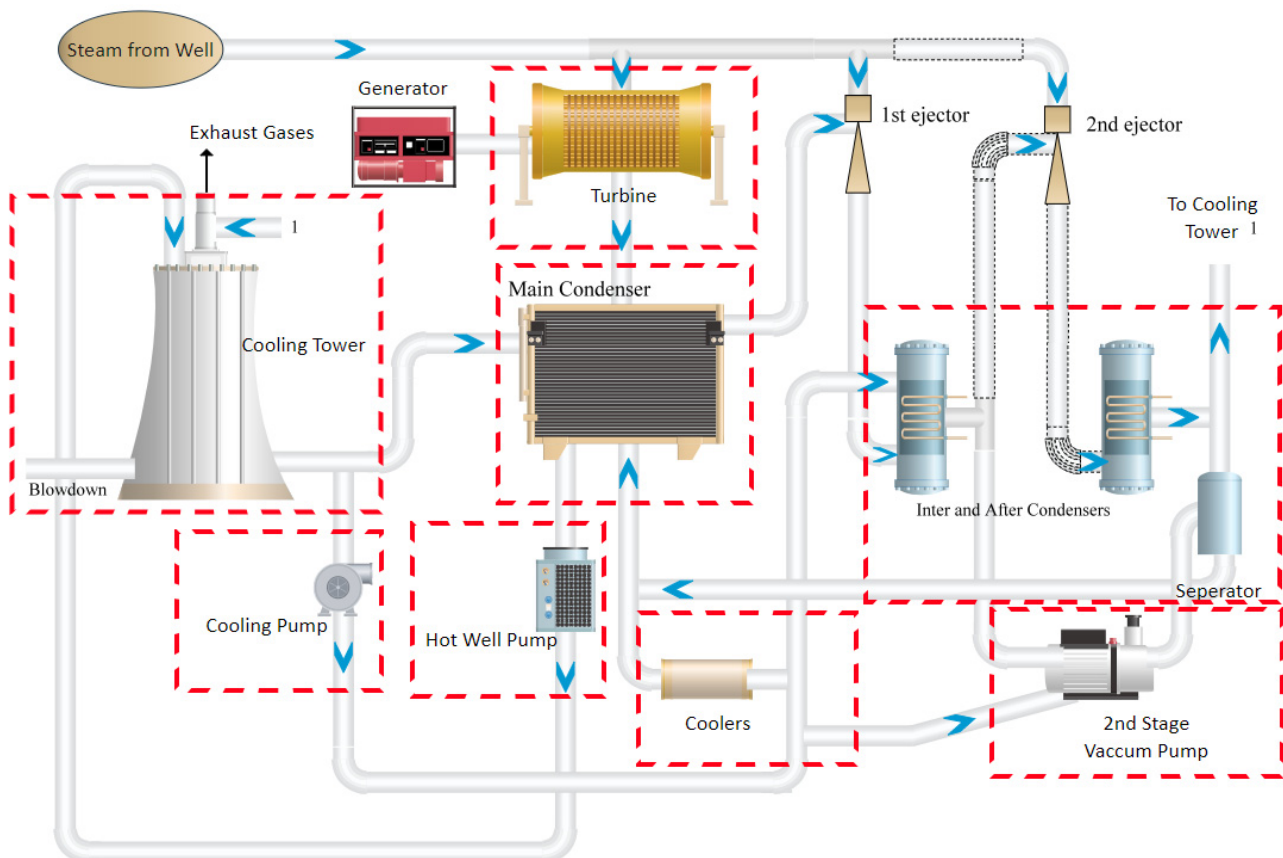 Steam from Well
Generator
Exhaust Gases
1st ejector
2nd ejector
Turbine
1
To Cooling
Tower 1
Main Condenser
Cooling Tower
Blowdown
Inter and After Condensers
Seperator
Cooling Pump
Hot Well Pump
Coolers
2nd Stage
Vaccum Pump